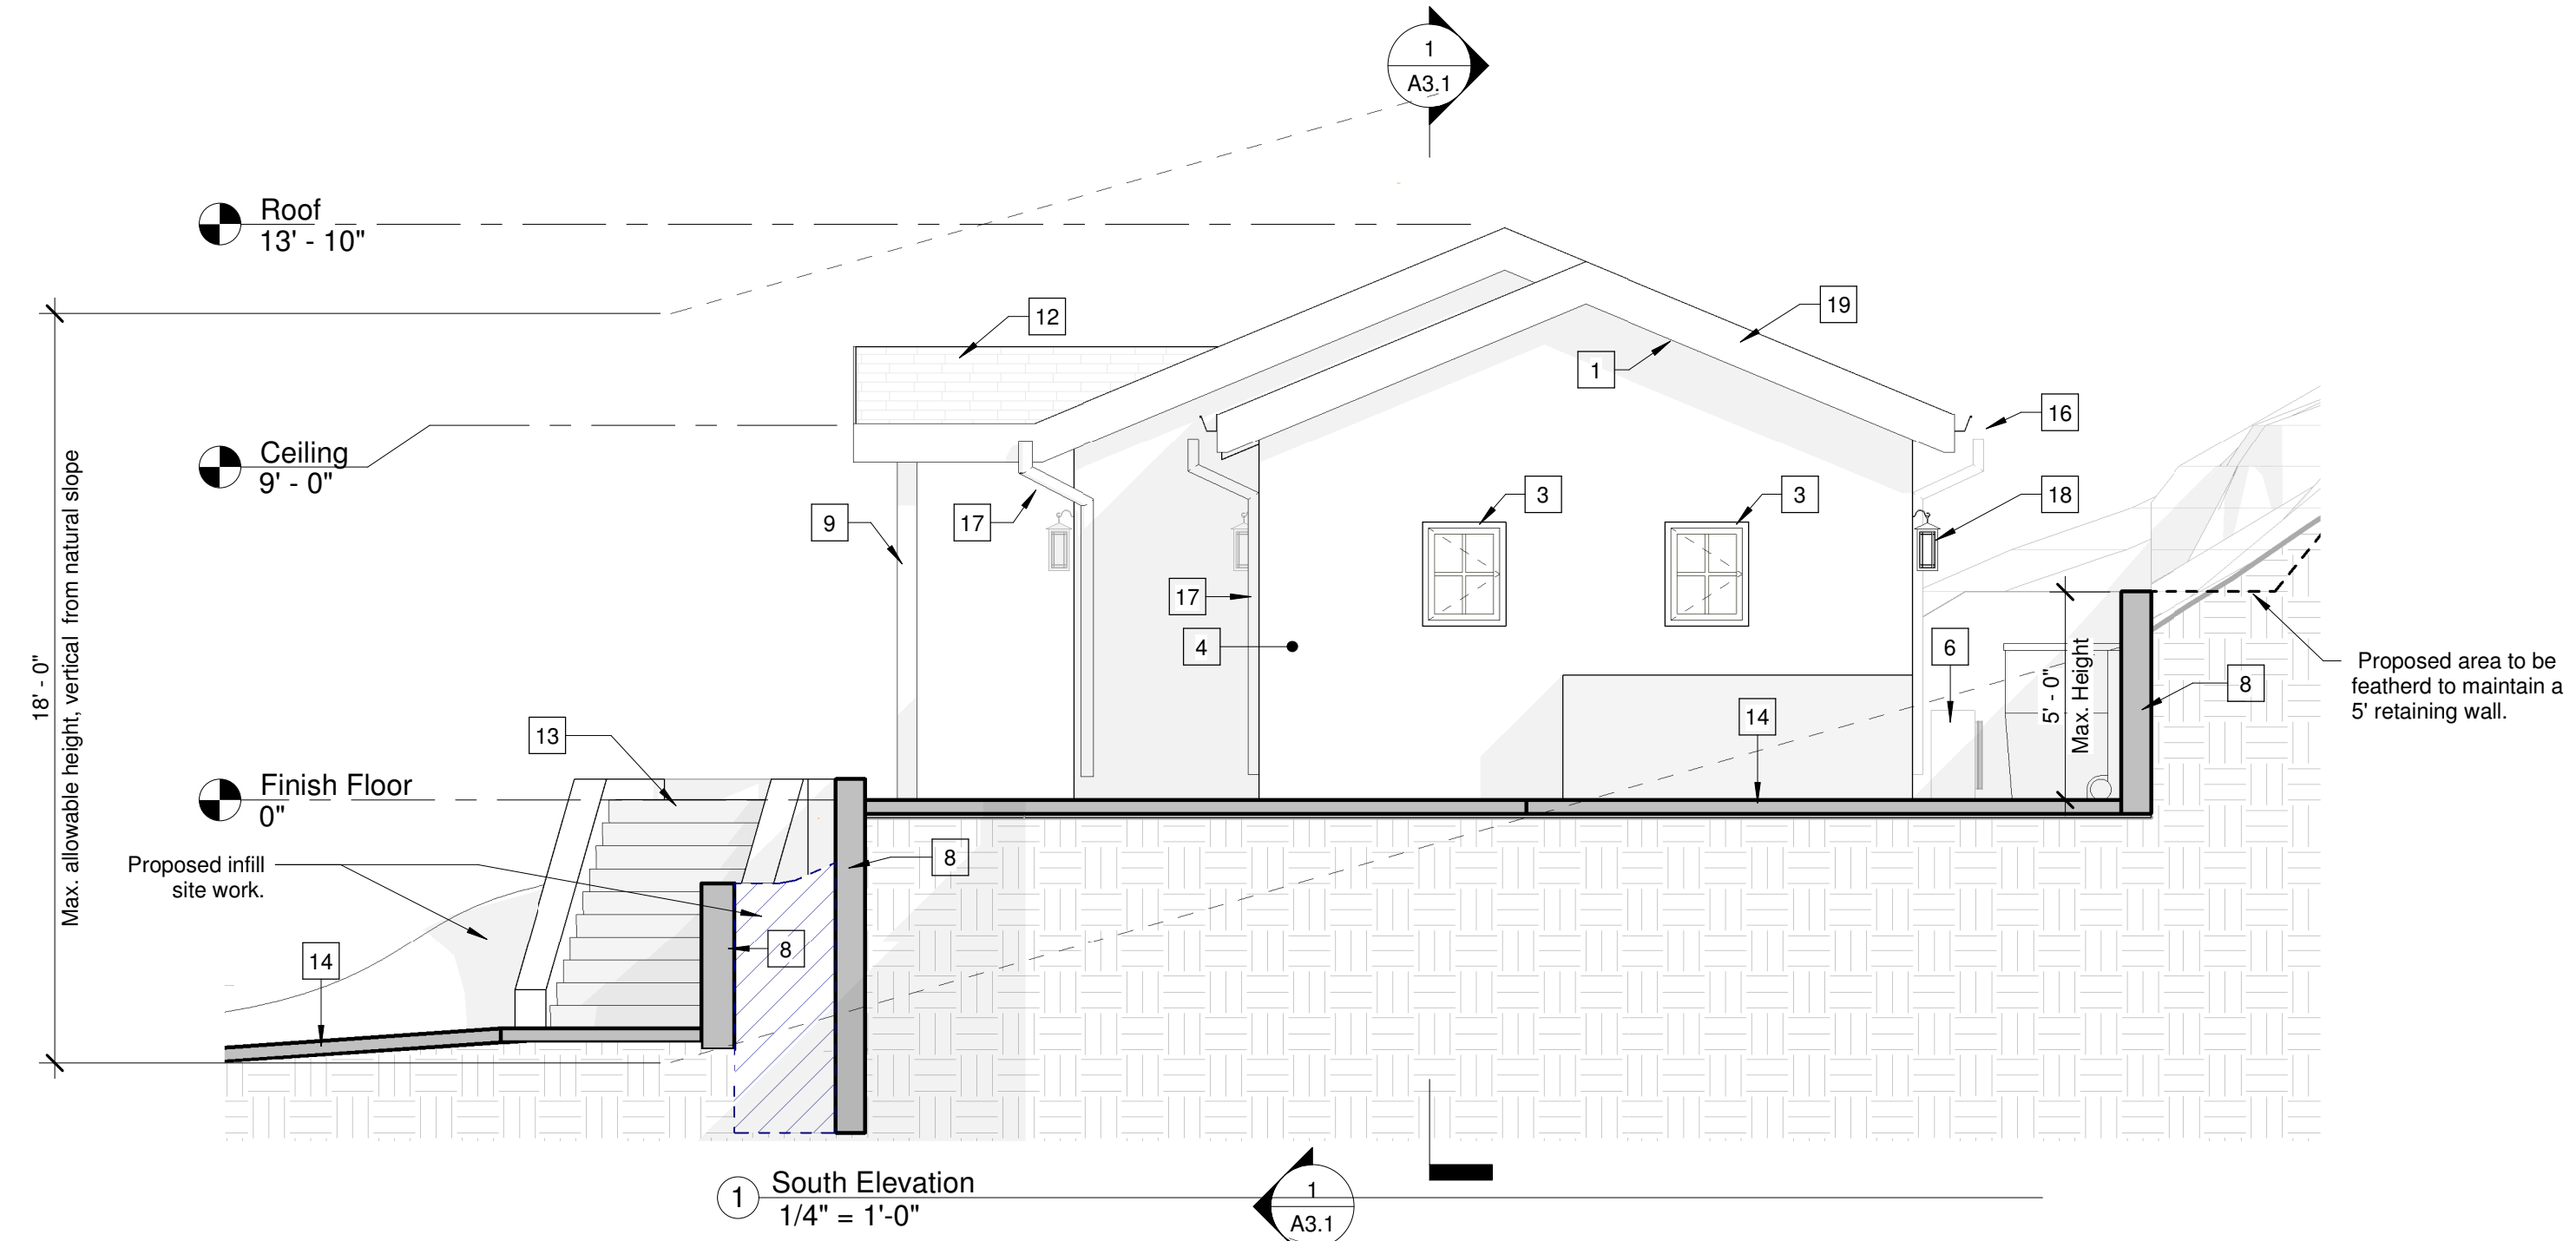 1
A3.1
Roof
13' - 10"
12
19
1
Ceiling
9' - 0"
16
3
3
18
9
17
17
4
6
14
8
18' - 0"
Max. allowable height, vertical from natural slope
5' - 0"
Max. Height
Proposed area to be
featherd to maintain a
5' retaining wall.
13
Finish Floor
0"
Proposed infill
site work.
8
8
14
1
South Elevation
1/4" = 1'-0"
1
A3.1